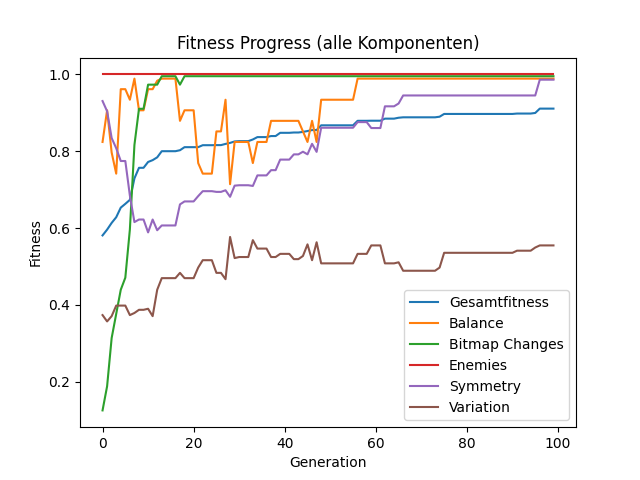 Fitness Progress (alle Komponenten)
Fitness
1.0
0.8
0.6
0.4
0.2
0
20
40
60
80
100
Generation
Gesamtfitness
Balance
Bitmap Changes
Enemies
Symmetry
Variation